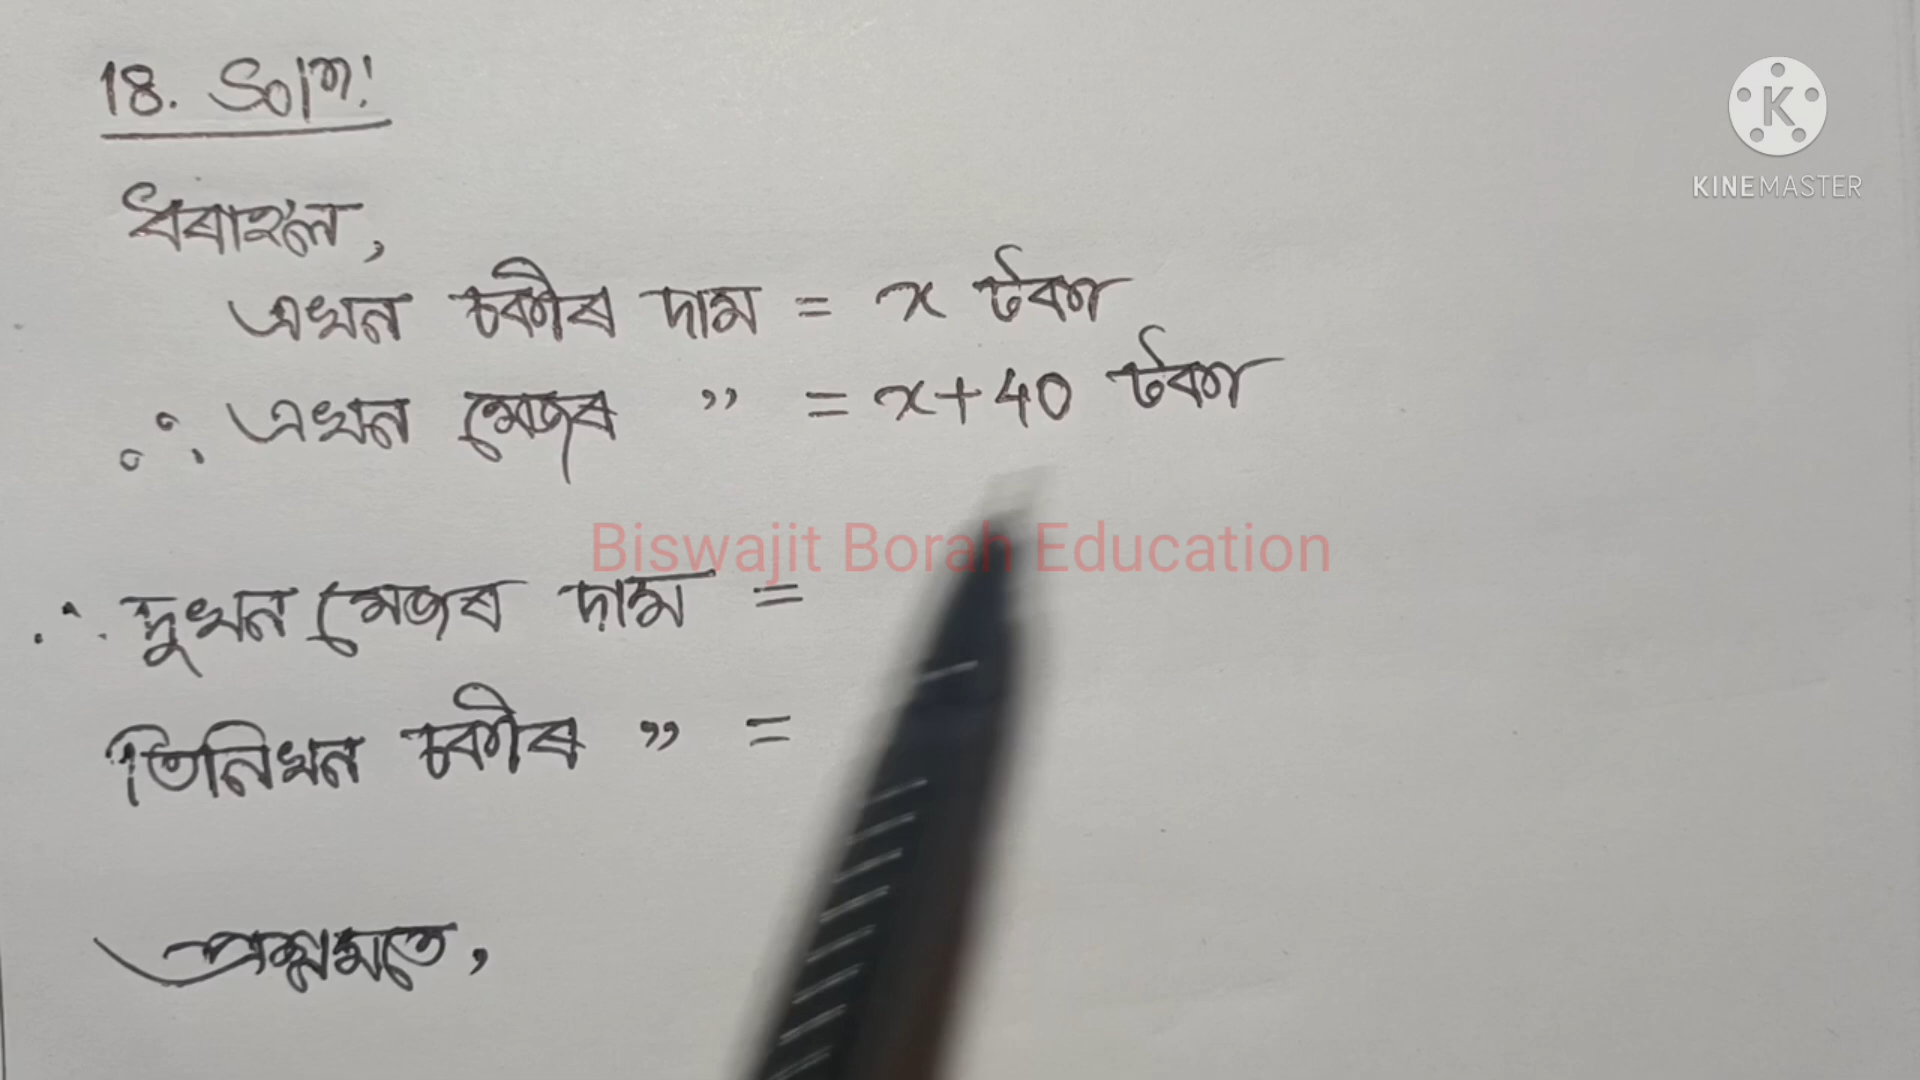 18. Soln!
K
KINEMASTER
ধৰাহ'ল,
এখন চকীৰ দাম = x টকা
∴ এখন মেজৰ " = x+40 টকা
Biswajit Borah Education
∴ দুখন মেজৰ দাম =
তিনিখন চকীৰ " =
প্ৰশ্নমতে,